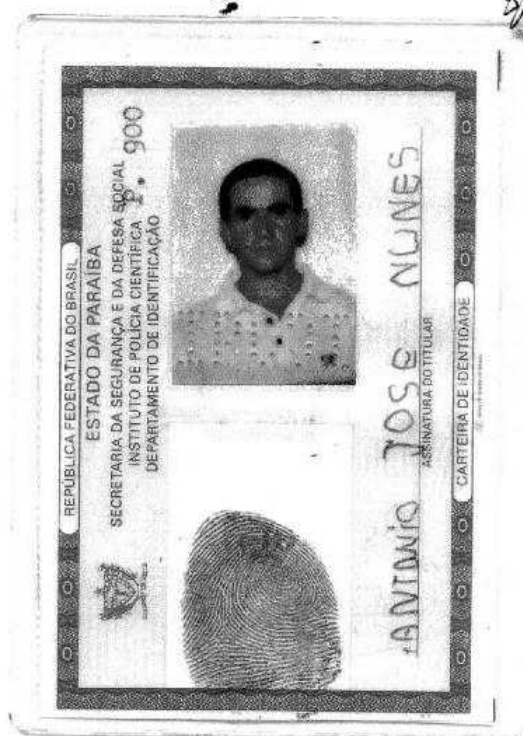 REPÚBLICA FEDERATIVA DO BRASIL
ESTADO DA PARAÍBA
SECRETARIA DA SEGURANÇA E DA DEFESA SOCIAL
INSTITUTO DE POLÍCIA CIENTÍFICA P. 900
DEPARTAMENTO DE IDENTIFICAÇÃO
ANTONIO JOSE NUNES
ASSINATURA DO TITULAR
CARTEIRA DE IDENTIDADE